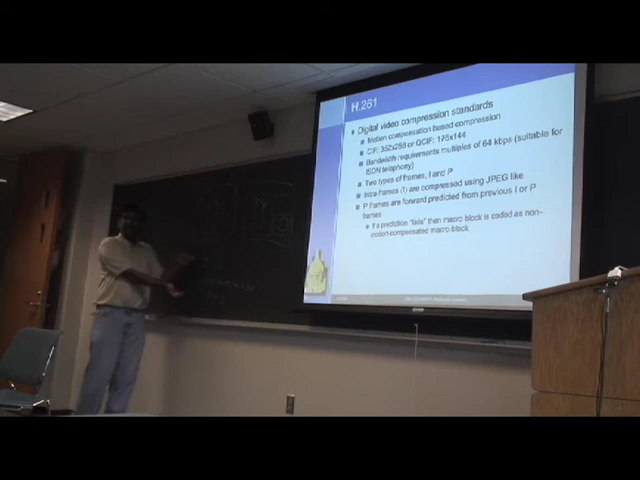 H.261
Digital video compression standards
Motion compensation based compression
CIF: 352x288 or QCIF: 176x144
Bandwidth requirements multiples of 64 kbps (suitable for
ISDN telephony)
Two types of frames, I and P
Intra-frames (I) are compressed using JPEG like
P frames are forward predicted from previous I or P
frames
If a prediction "fails" then macro block is coded as non-
motion-compensated macro block